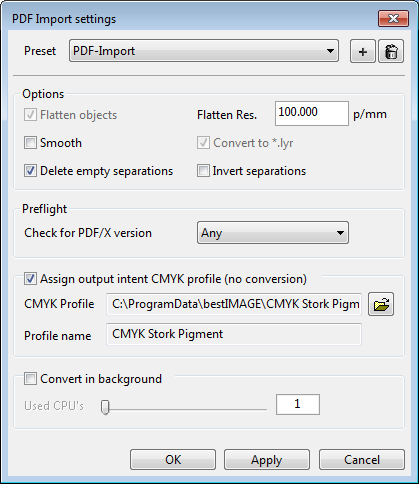 PDF Import settings
Preset PDF-Import
Options
Flatten objects Flatten Res. 100.000 p/mm
Smooth Convert to *.lyr
Delete empty separations Invert separations
Preflight
Check for PDF/X version Any
Assign output intent CMYK profile (no conversion)
CMYK Profile C:\ProgramData\bestIMAGE\CMYK Stork Pigm
Profile name CMYK Stork Pigment
Convert in background
Used CPU's 1
OK Apply Cancel